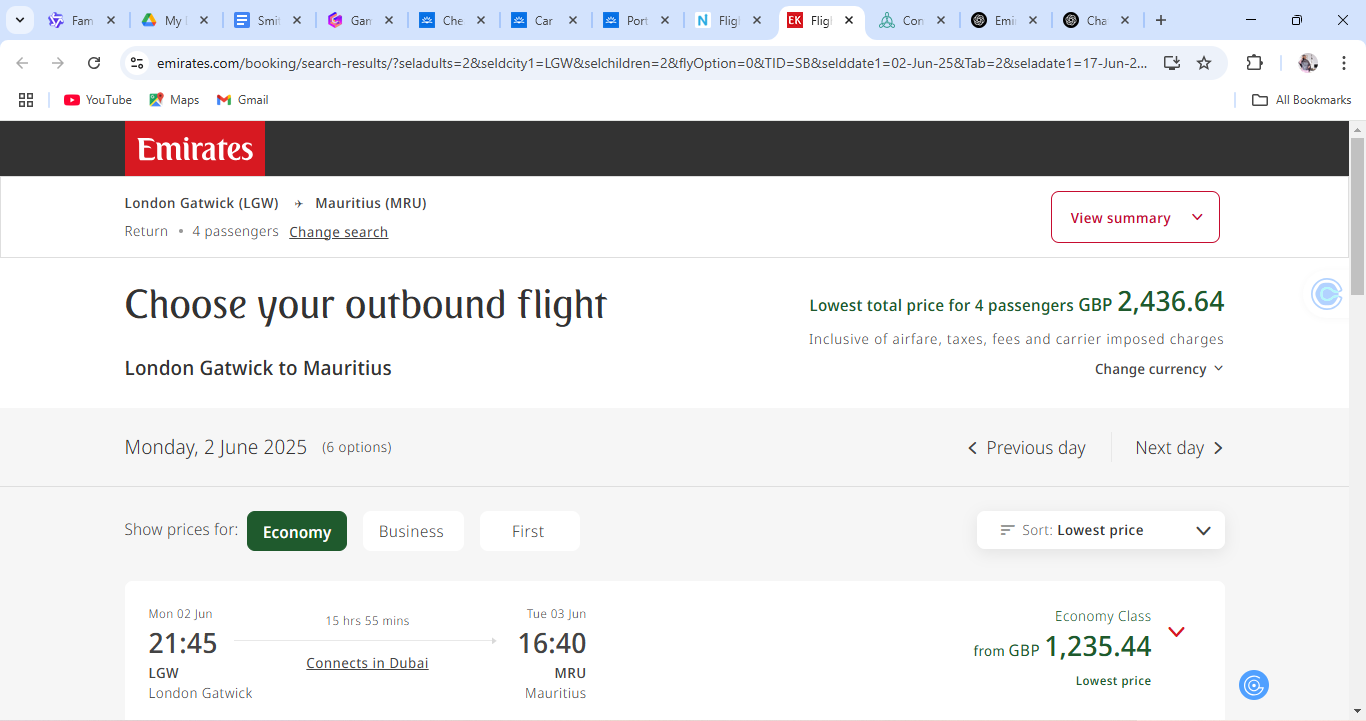 Fam
My
Smi
Gan
Che
Car
Port
Fligh
EK Fligh
Con
Emi
Cha
emirates.com/booking/search-results/?seladults=2&seldcity1=LGW&selchildren=2&flyOption=0&TID=SB&selddate1=02-Jun-25&Tab=2&seladate1=17-Jun-2...
YouTube Maps Gmail All Bookmarks
Emirates
London Gatwick (LGW) Mauritius (MRU)
Return • 4 passengers Change search
View summary
Choose your outbound flight
Lowest total price for 4 passengers GBP 2,436.64
Inclusive of airfare, taxes, fees and carrier imposed charges
London Gatwick to Mauritius
Change currency
Monday, 2 June 2025 (6 options)
Previous day Next day
Show prices for: Economy Business First
Sort: Lowest price
Mon 02 Jun 15 hrs 55 mins Tue 03 Jun
21:45 16:40
Connects in Dubai
LGW MRU
London Gatwick Mauritius
Economy Class
from GBP 1,235.44
Lowest price